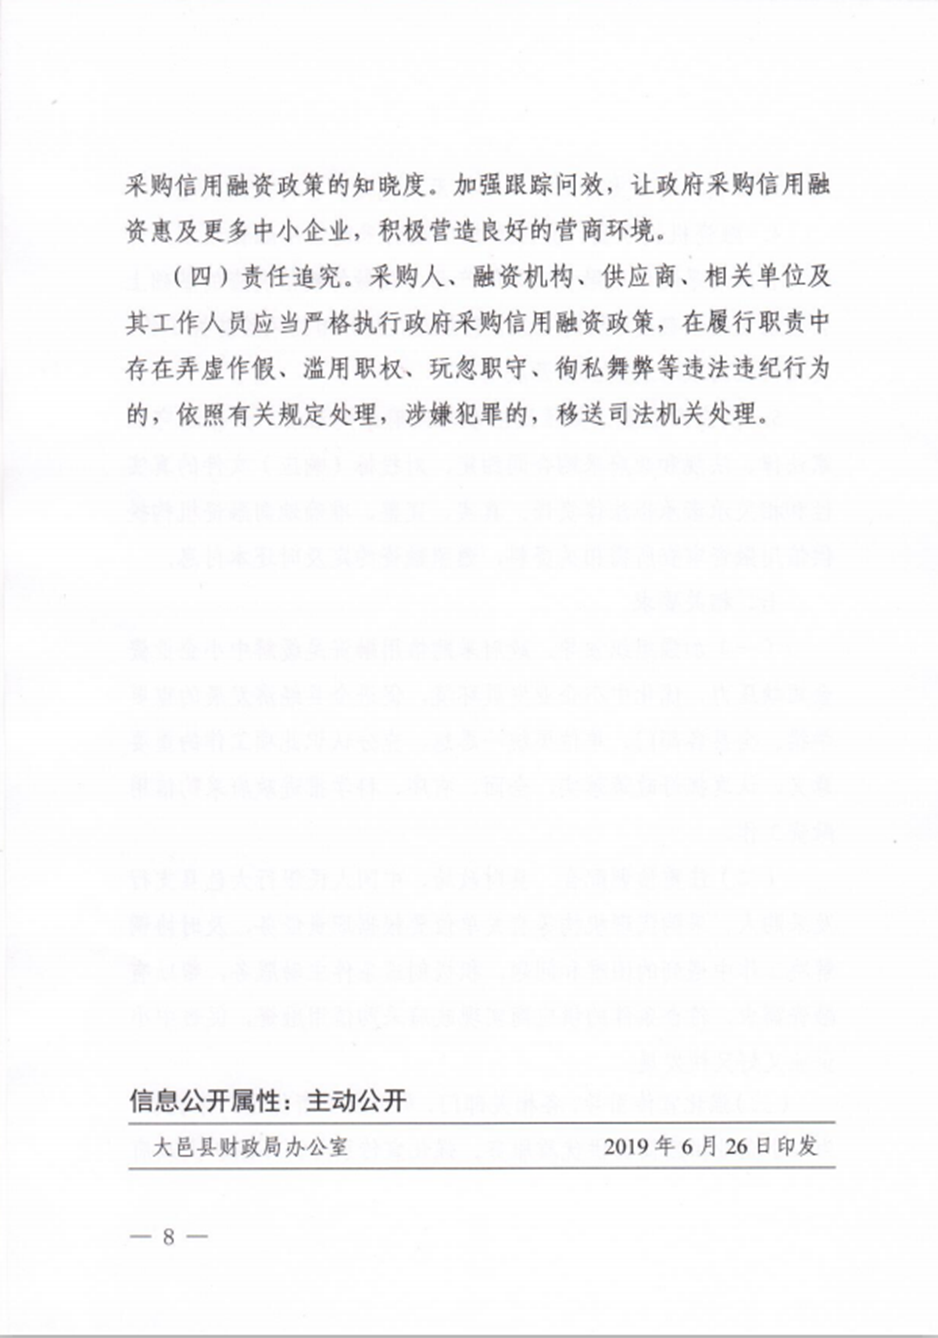 采购信用融资政策的知晓度。加强跟踪问效，让政府采购信用融
资惠及更多中小企业，积极营造良好的营商环境。
（四）责任追究。采购人、融资机构、供应商、相关单位及
其工作人员应当严格执行政府采购信用融资政策，在履行职责中
存在弄虚作假、滥用职权、玩忽职守、徇私舞弊等违法违纪行为
的，依照有关规定处理，涉嫌犯罪的，移送司法机关处理。
信息公开属性：主动公开
大邑县财政局办公室 2019 年 6 月 26 日印发
— 8 —